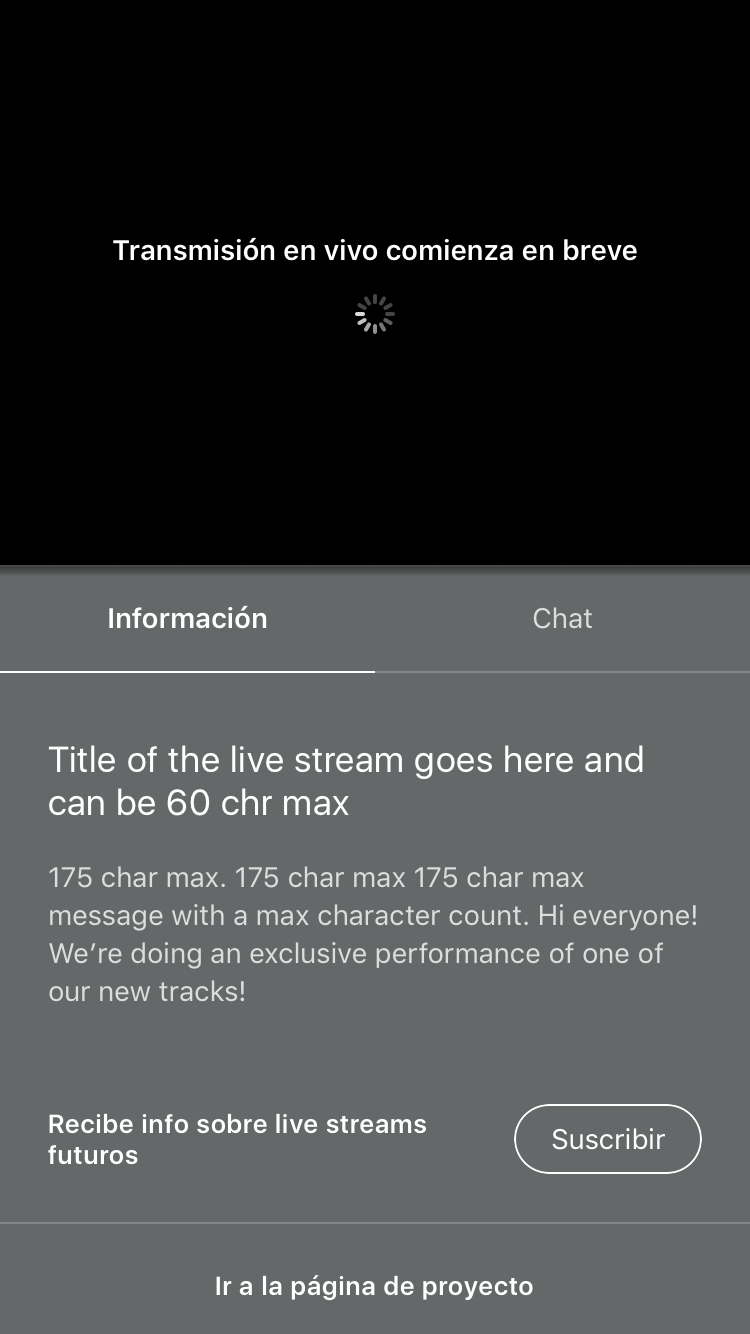 Transmisión en vivo comienza en breve
Información
Chat
Title of the live stream goes here and
can be 60 chr max
175 char max. 175 char max 175 char max
message with a max character count. Hi everyone!
We’re doing an exclusive performance of one of
our new tracks!
Recibe info sobre live streams
futuros
Suscribir
Ir a la página de proyecto